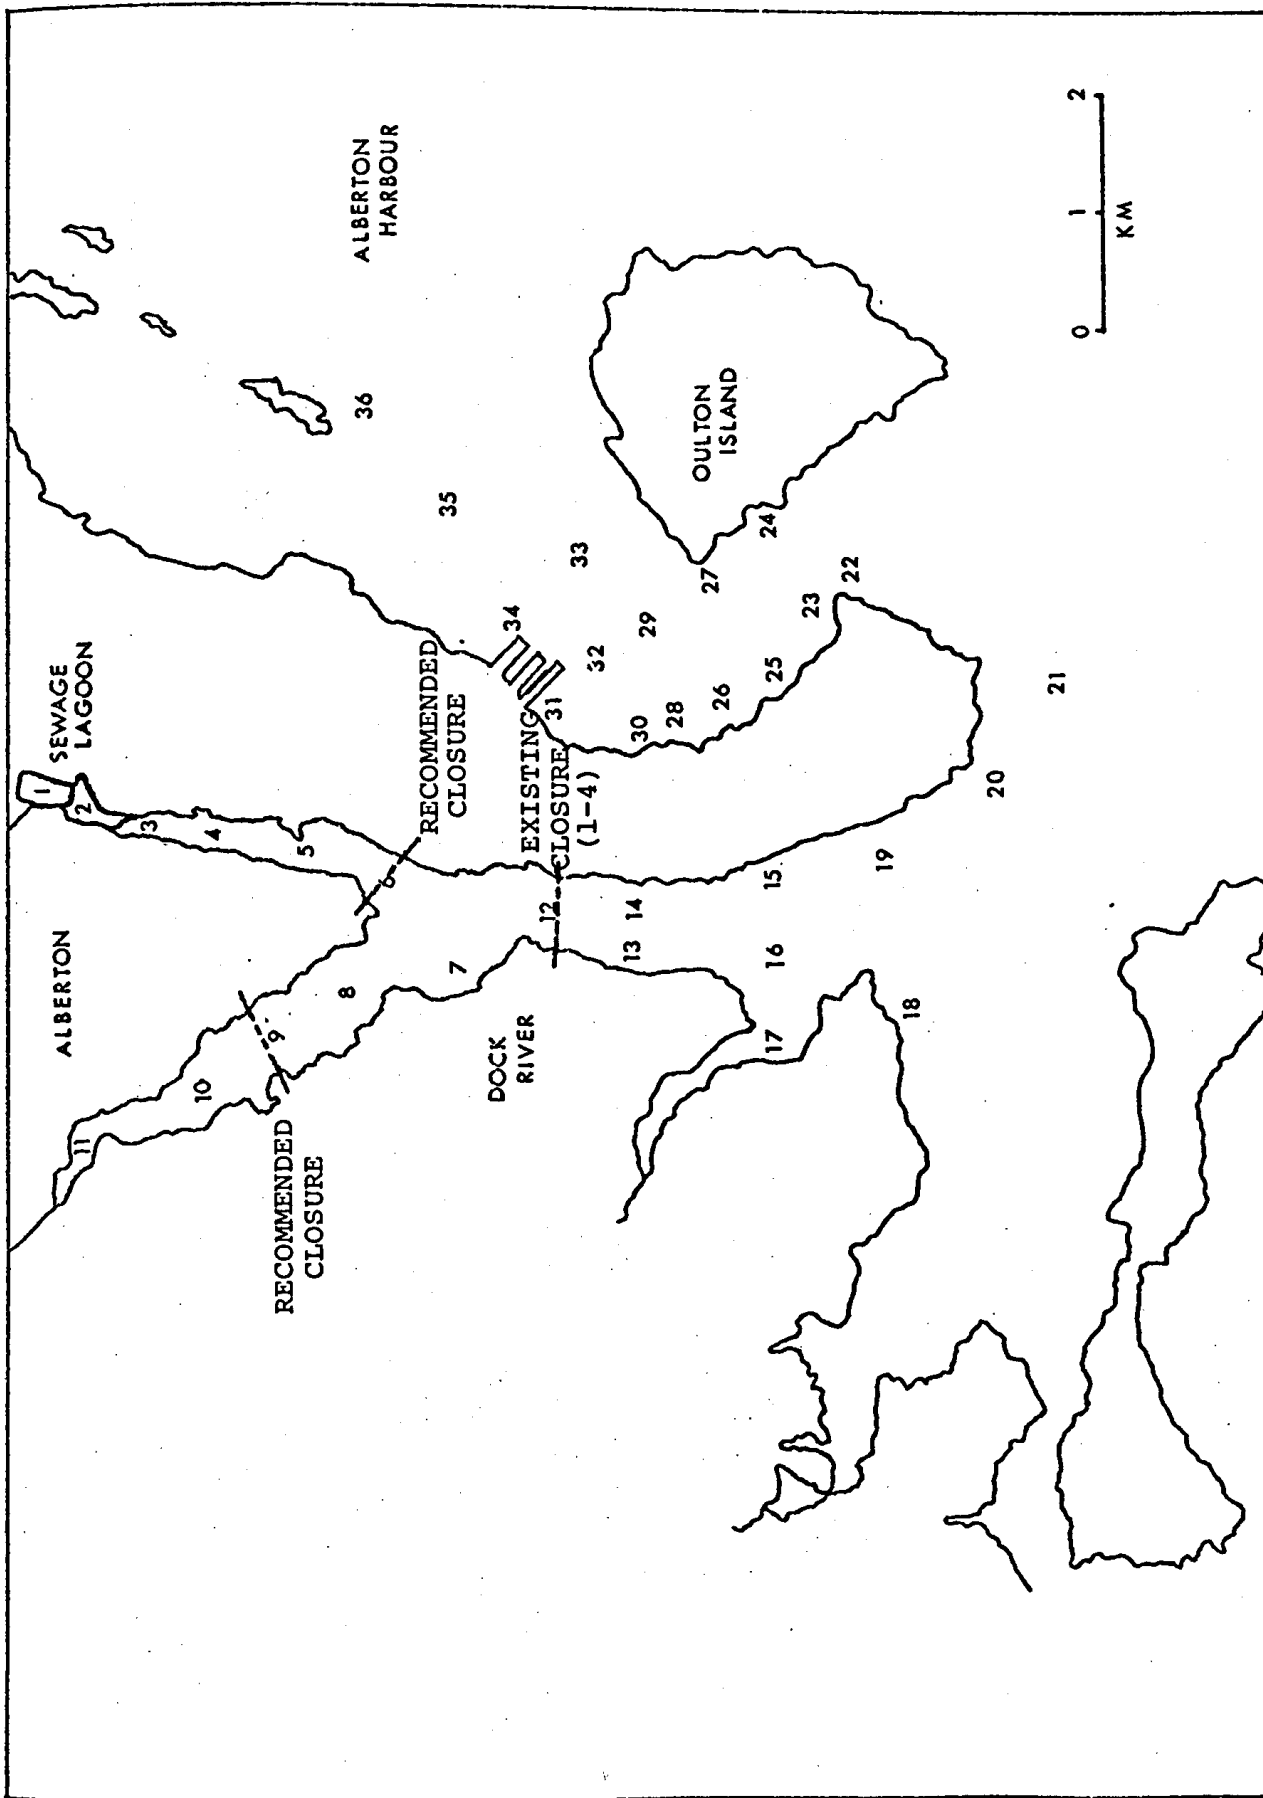 ALBERTON
SEWAGE
LAGOON
1
2
3
4
5
6
7
8
9
10
11
RECOMMENDED
CLOSURE
RECOMMENDED
CLOSURE
EXISTING
CLOSURE
(1-4)
DOCK
RIVER
12
13
14
15
16
17
18
19
20
21
22
23
24
25
26
27
28
29
30
31
32
33
34
35
36
ALBERTON
HARBOUR
OULTON
ISLAND
0 1 2
KM